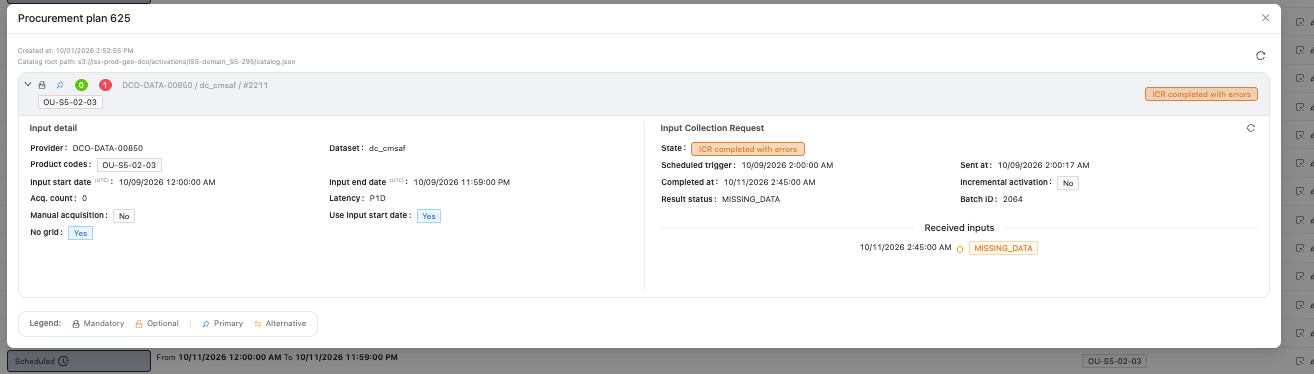 Procurement plan 625
Created at: 10/01/2026 2:52:55 PM
Catalog root path: s3://iss-prod-geo-dco/activations/ISS-domain_S5-295/catalog.json
0 1 DCO-DATA-00850 / dc_cmsaf / #2211
OU-S5-02-03
ICR completed with errors
Input detail
Provider: DCO-DATA-00850 Dataset: dc_cmsaf
Product codes: OU-S5-02-03
Input start date (UTC): 10/09/2026 12:00:00 AM Input end date (UTC): 10/09/2026 11:59:00 PM
Acq. count: 0 Latency: P1D
Manual acquisition: No Use input start date: Yes
No grid: Yes
Input Collection Request
State: ICR completed with errors
Scheduled trigger: 10/09/2026 2:00:00 AM Sent at: 10/09/2026 2:00:17 AM
Completed at: 10/11/2026 2:45:00 AM Incremental activation: No
Result status: MISSING_DATA Batch ID: 2064
Received inputs
10/11/2026 2:45:00 AM MISSING_DATA
Legend: Mandatory Optional Primary Alternative
Scheduled From 10/11/2026 12:00:00 AM To 10/11/2026 11:59:00 PM OU-S5-02-03